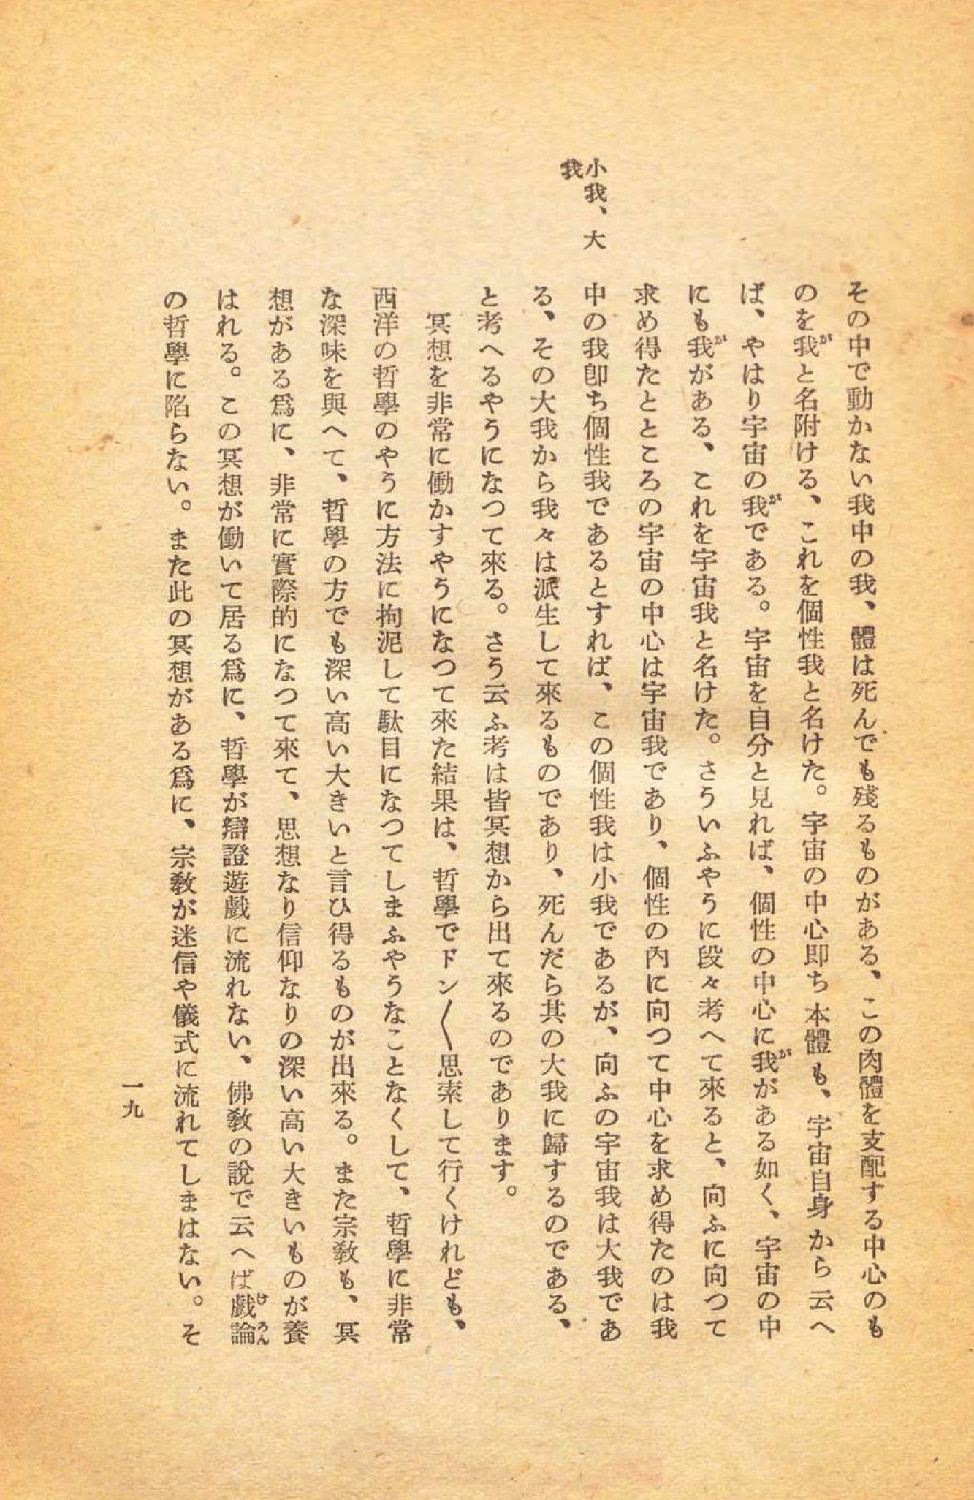 小我、大
我
その中で動かない我中の我、體は死んでも殘るものがある、この肉體を支配する中心のも
のを我と名附ける、これを個性我と名けた。宇宙の中心卽ち本體も、宇宙自身から云へ
ば、やはり宇宙の我である。宇宙を自分と見れば、個性の中心に我がある如く、宇宙の中
にも我がある、これを宇宙我と名けた。さういふやうに段々考へて來ると、向ふに向つて
求め得たところの宇宙の中心は宇宙我であり、個性の內に向つて中心を求め得たのは我
中の我卽ち個性我であるとすれば、この個性我は小我であるが、向ふの宇宙我は大我であ
る、その大我から我々は派生して來るものであり、死んだら其の大我に歸するのである、
と考へるやうになつて來る。さう云ふ考は皆冥想から出て來るのであります。
冥想を非常に働かすやうになつて來た結果は、哲學でドン〱思索して行くけれども、
西洋の哲學のやうに方法に拘泥して駄目になつてしまふやうなことなくして、哲學に非常
な深味を與へて、哲學の方でも深い高い大きいと言ひ得るものが出來る。また宗敎も、冥
想がある爲に、非常に實際的になつて來て、思想なり信仰なりの深い高い大きいものが養
はれる。この冥想が働いて居る爲に、哲學が辯證遊戲に流れない、佛敎の說で云へば戲論
の哲學に陷らない。また此の冥想がある爲に、宗敎が迷信や儀式に流れてしまはない。そ
一九